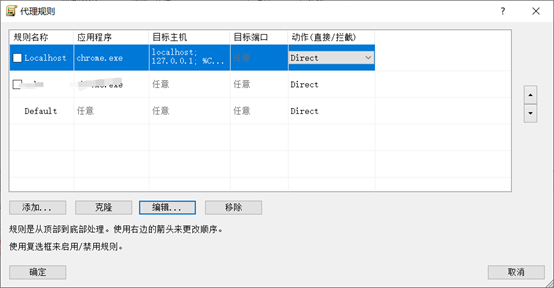 代理规则
规则名称 应用程序 目标主机 目标端口 动作(直接/拦截)
Localhost chrome.exe localhost; 任意 Direct
127.0.0.1; %C...
任意 任意 Direct
Default 任意 任意 任意 Direct
添加... 克隆 编辑... 移除
规则是从顶部到底部处理。使用右边的箭头来更改顺序。
使用复选框来启用/禁用规则。
确定 取消